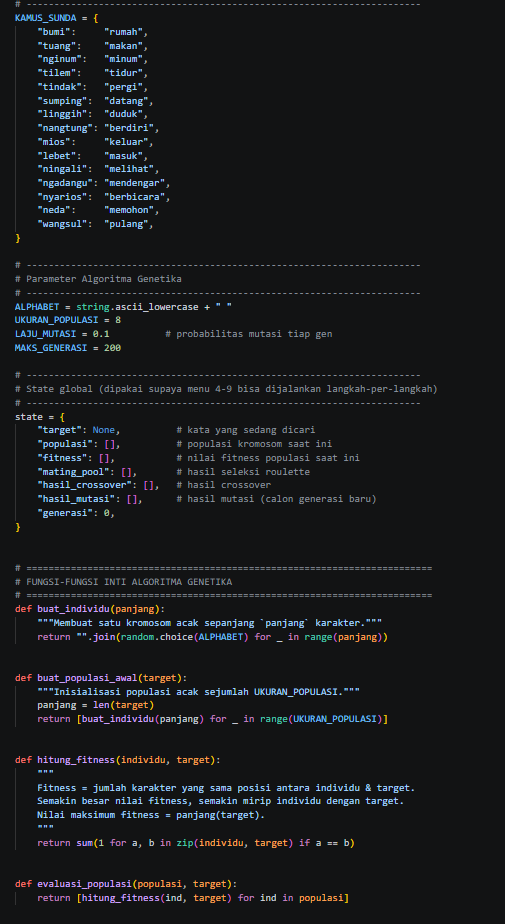 # -----------------------------------------------------------------------
KAMUS_SUNDA = {
    "bumi":     "rumah",
    "tuang":    "makan",
    "nginum":   "minum",
    "tilem":    "tidur",
    "tindak":   "pergi",
    "sumping":  "datang",
    "linggih":  "duduk",
    "nangtung": "berdiri",
    "mios":     "keluar",
    "lebet":    "masuk",
    "ningali":  "melihat",
    "ngadangu": "mendengar",
    "nyarios":  "berbicara",
    "neda":     "memohon",
    "wangsul":  "pulang",
}
# -----------------------------------------------------------------------
# Parameter Algoritma Genetika
# -----------------------------------------------------------------------
ALPHABET = string.ascii_lowercase + " "
UKURAN_POPULASI = 8
LAJU_MUTASI = 0.1          # probabilitas mutasi tiap gen
MAKS_GENERASI = 200
# -----------------------------------------------------------------------
# State global (dipakai supaya menu 4-9 bisa dijalankan langkah-per-langkah)
# -----------------------------------------------------------------------
state = {
    "target": None,          # kata yang sedang dicari
    "populasi": [],          # populasi kromosom saat ini
    "fitness": [],           # nilai fitness populasi saat ini
    "mating_pool": [],       # hasil seleksi roulette
    "hasil_crossover": [],   # hasil crossover
    "hasil_mutasi": [],      # hasil mutasi (calon generasi baru)
    "generasi": 0,
}
# =========================================================================
# FUNGSI-FUNGSI INTI ALGORITMA GENETIKA
# =========================================================================
def buat_individu(panjang):
    """Membuat satu kromosom acak sepanjang `panjang` karakter."""
    return "".join(random.choice(ALPHABET) for _ in range(panjang))
def buat_populasi_awal(target):
    """Inisialisasi populasi acak sejumlah UKURAN_POPULASI."""
    panjang = len(target)
    return [buat_individu(panjang) for _ in range(UKURAN_POPULASI)]
def hitung_fitness(individu, target):
    """
    Fitness = jumlah karakter yang sama posisi antara individu & target.
    Semakin besar nilai fitness, semakin mirip individu dengan target.
    Nilai maksimum fitness = panjang(target).
    """
    return sum(1 for a, b in zip(individu, target) if a == b)
def evaluasi_populasi(populasi, target):
    return [hitung_fitness(ind, target) for ind in populasi]